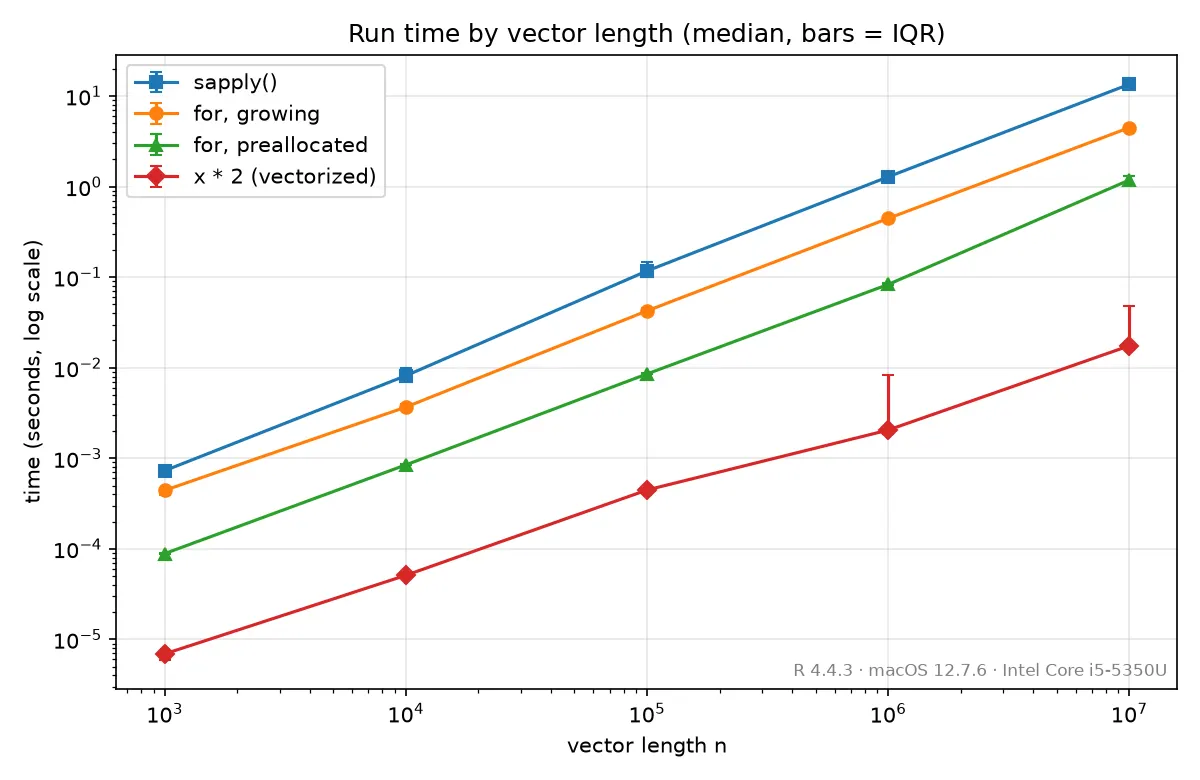 Run time by vector length (median, bars = IQR)
sapply()
for, growing
for, preallocated
x * 2 (vectorized)
time (seconds, log scale)
10¹
10⁰
10⁻¹
10⁻²
10⁻³
10⁻⁴
10⁻⁵
R 4.4.3 · macOS 12.7.6 · Intel Core i5-5350U
10³ 10⁴ 10⁵ 10⁶ 10⁷
vector length n